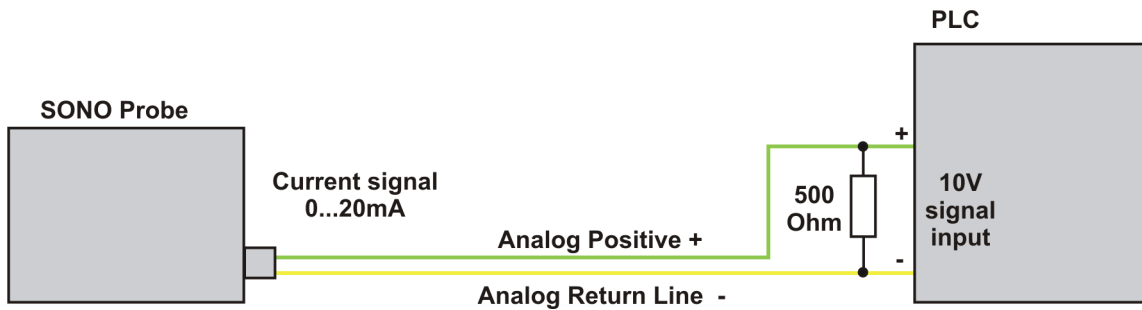 PLC
SONO Probe
+
Current signal
0...20mA
500
Ohm
10V
signal
input
Analog Positive +
-
Analog Return Line -